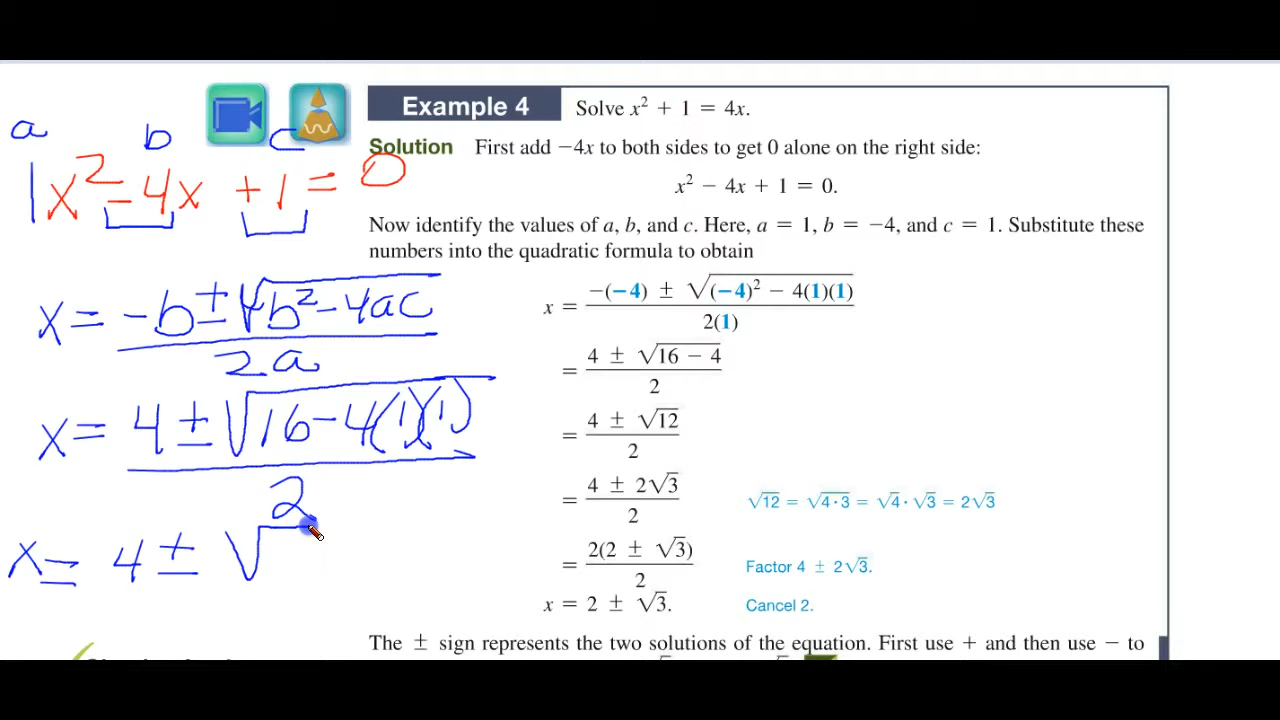 a b c
1x² - 4x + 1 = 0
x = -b ± √(b² - 4ac) / 2a
x = 4 ± √(16 - 4(1)(1)) / 2
x = 4 ± √
Example 4 Solve x² + 1 = 4x.
Solution First add −4x to both sides to get 0 alone on the right side:
x² − 4x + 1 = 0.
Now identify the values of a, b, and c. Here, a = 1, b = −4, and c = 1. Substitute these
numbers into the quadratic formula to obtain
x = −(−4) ± √((−4)² − 4(1)(1)) / 2(1)
= 4 ± √(16 − 4) / 2
= 4 ± √12 / 2
= 4 ± 2√3 / 2 √12 = √4·3 = √4 · √3 = 2√3
= 2(2 ± √3) / 2 Factor 4 ± 2√3.
x = 2 ± √3. Cancel 2.
The ± sign represents the two solutions of the equation. First use + and then use − to